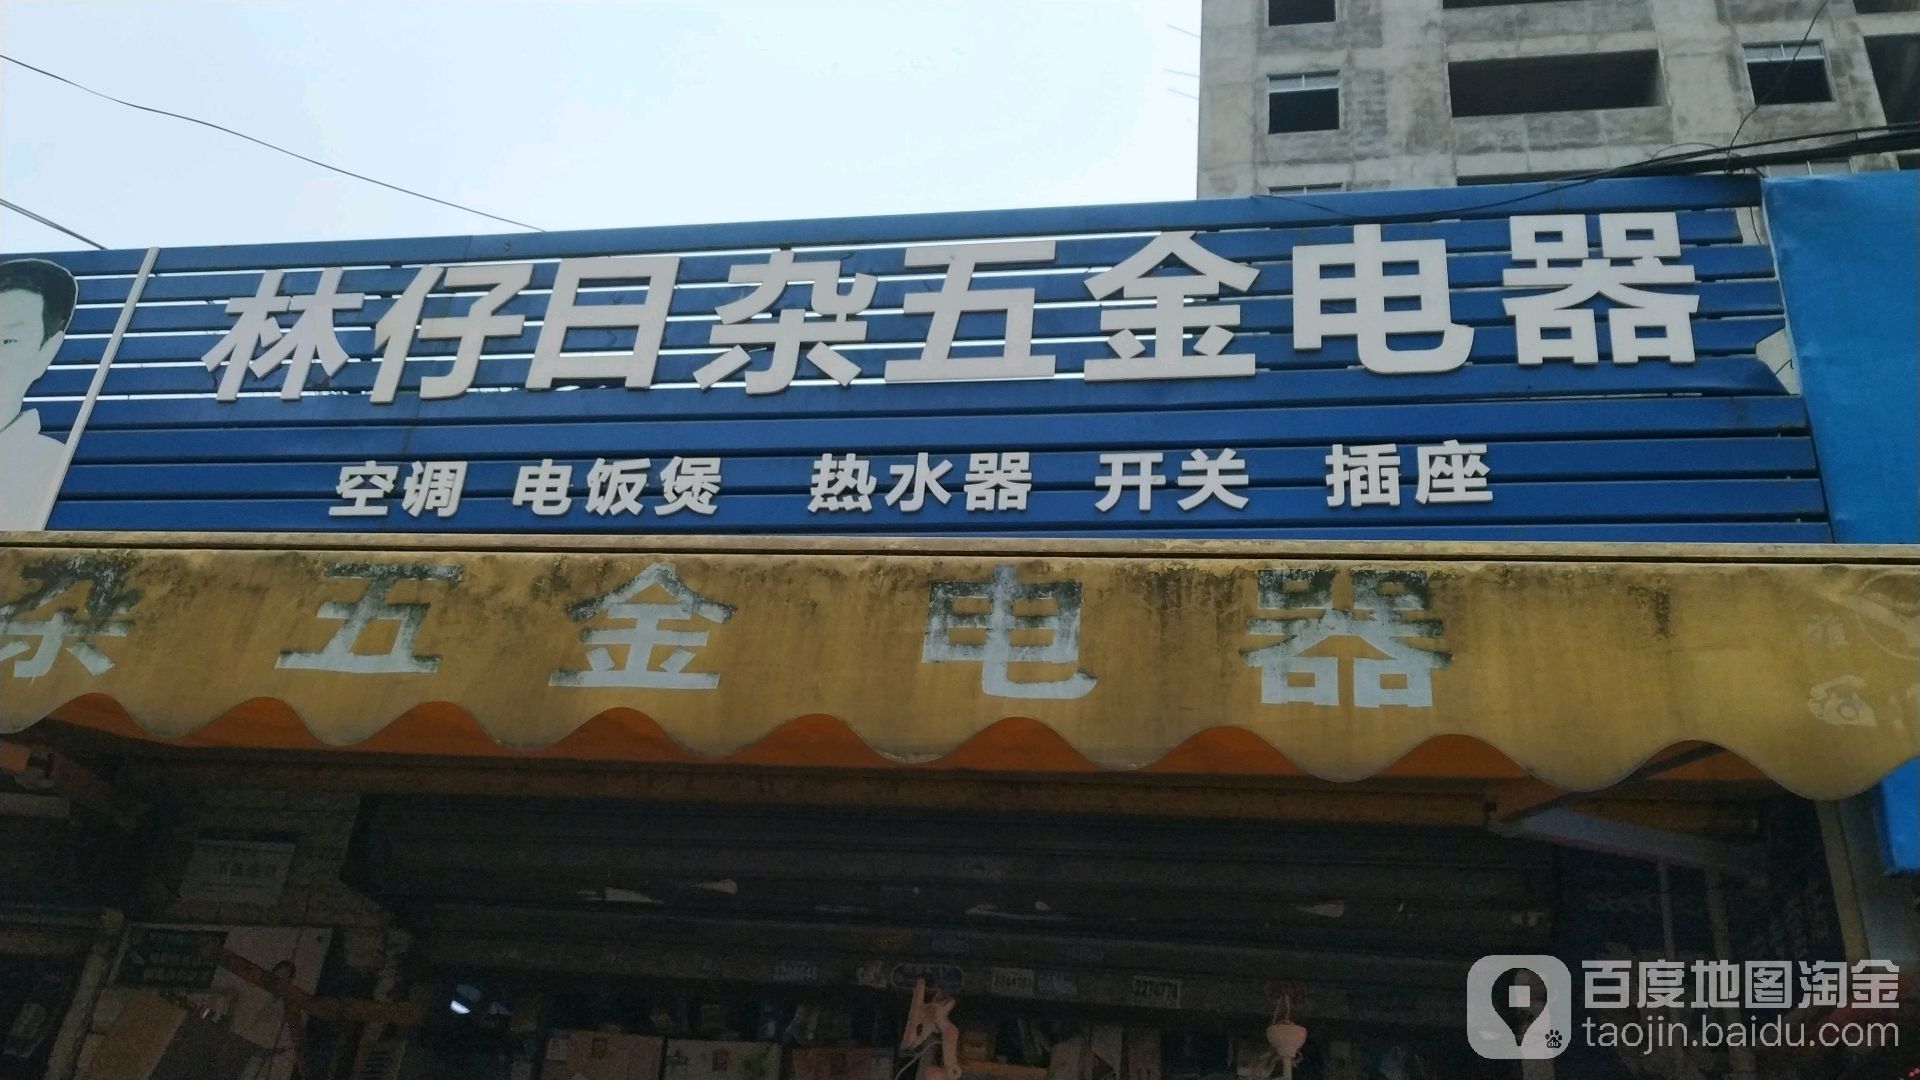 林仔日杂五金电器
空调 电饭煲 热水器 开关 插座
杂五金电器
百度地图淘金
taojin.baidu.com